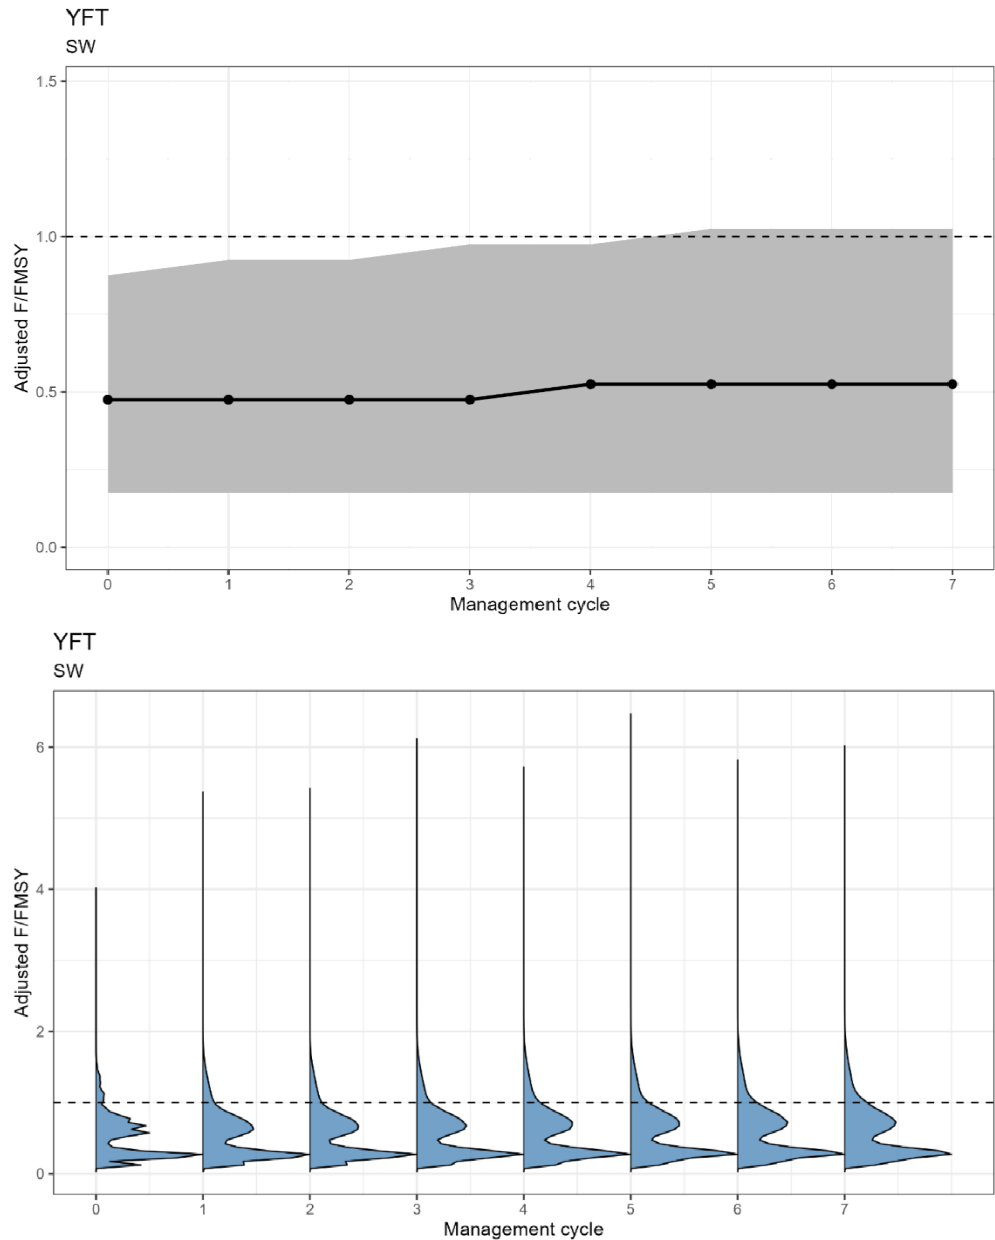 YFT
SW
1.5
1.0
0.5
0.0
Adjusted F/FMSY
0 1 2 3 4 5 6 7
Management cycle
YFT
SW
6
4
2
0
Adjusted F/FMSY
0 1 2 3 4 5 6 7
Management cycle